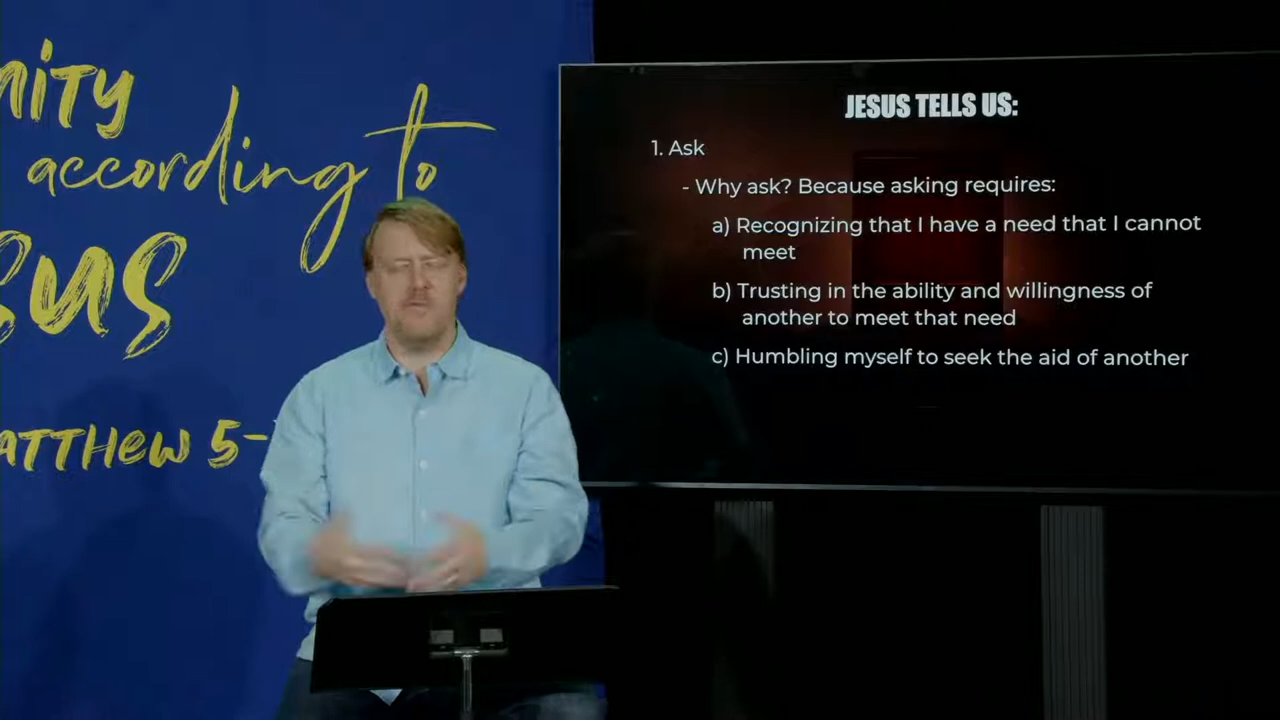 NITY
according to
SUS
ATTHEW 5-
JESUS TELLS US:
1. Ask
- Why ask? Because asking requires:
a) Recognizing that I have a need that I cannot
meet
b) Trusting in the ability and willingness of
another to meet that need
c) Humbling myself to seek the aid of another